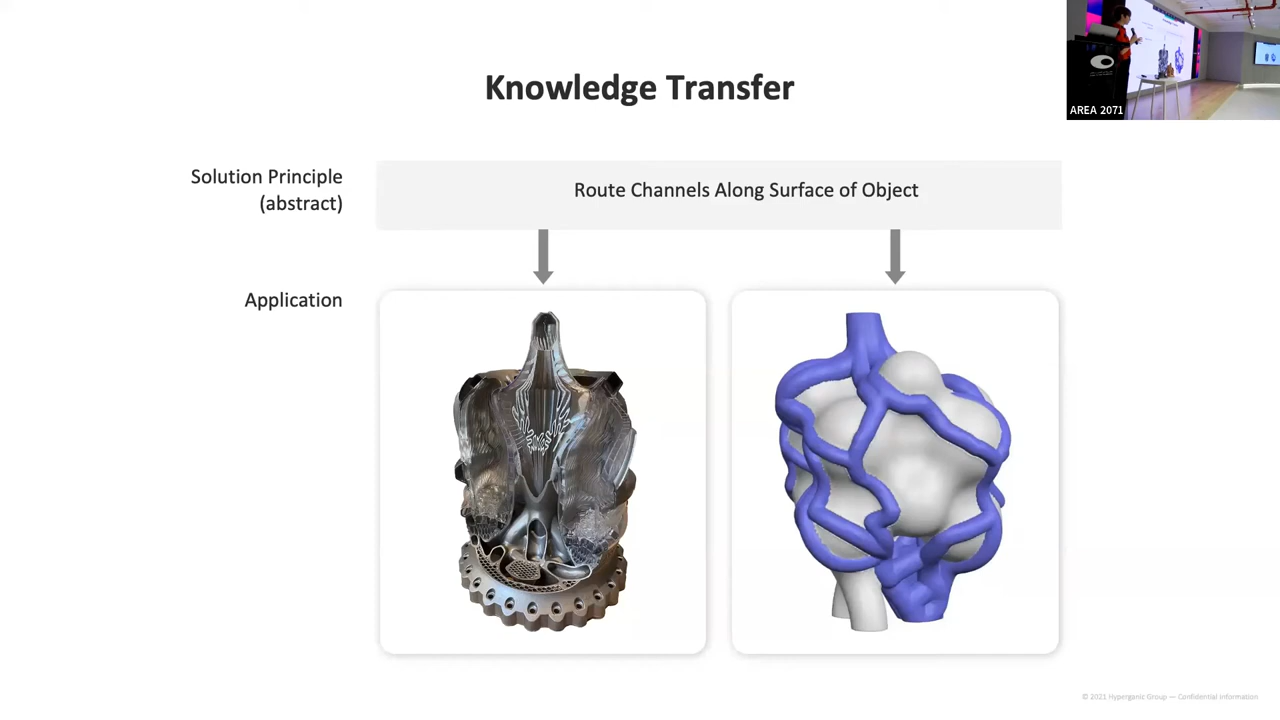 Knowledge Transfer
AREA 2071
Solution Principle
(abstract)
Route Channels Along Surface of Object
Application
© 2021 Hyperganic Group — Confidential Information